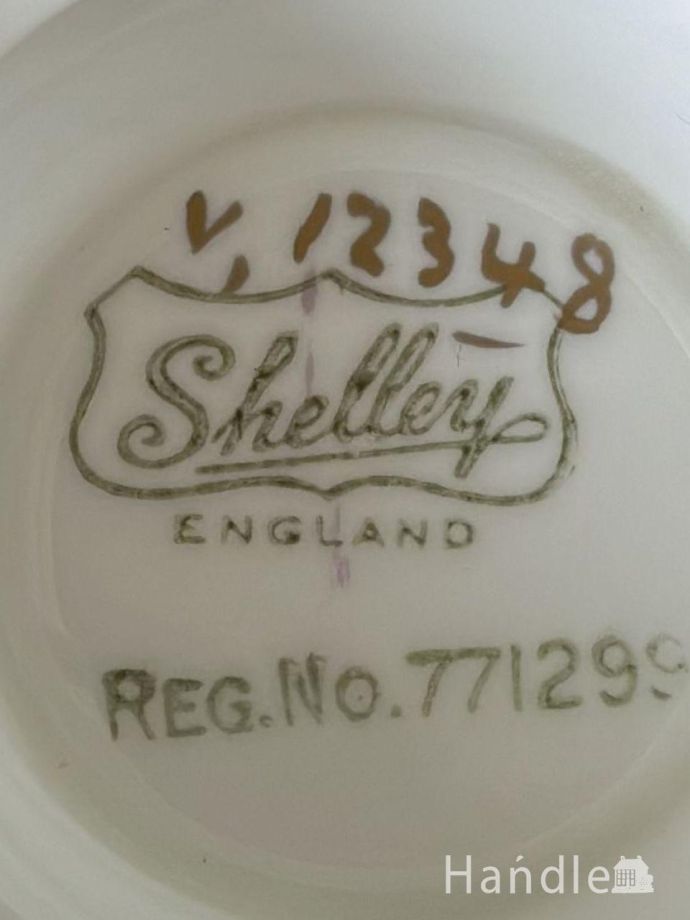 V, 12348
Shelley
ENGLAND
REG.NO.771299
Handle